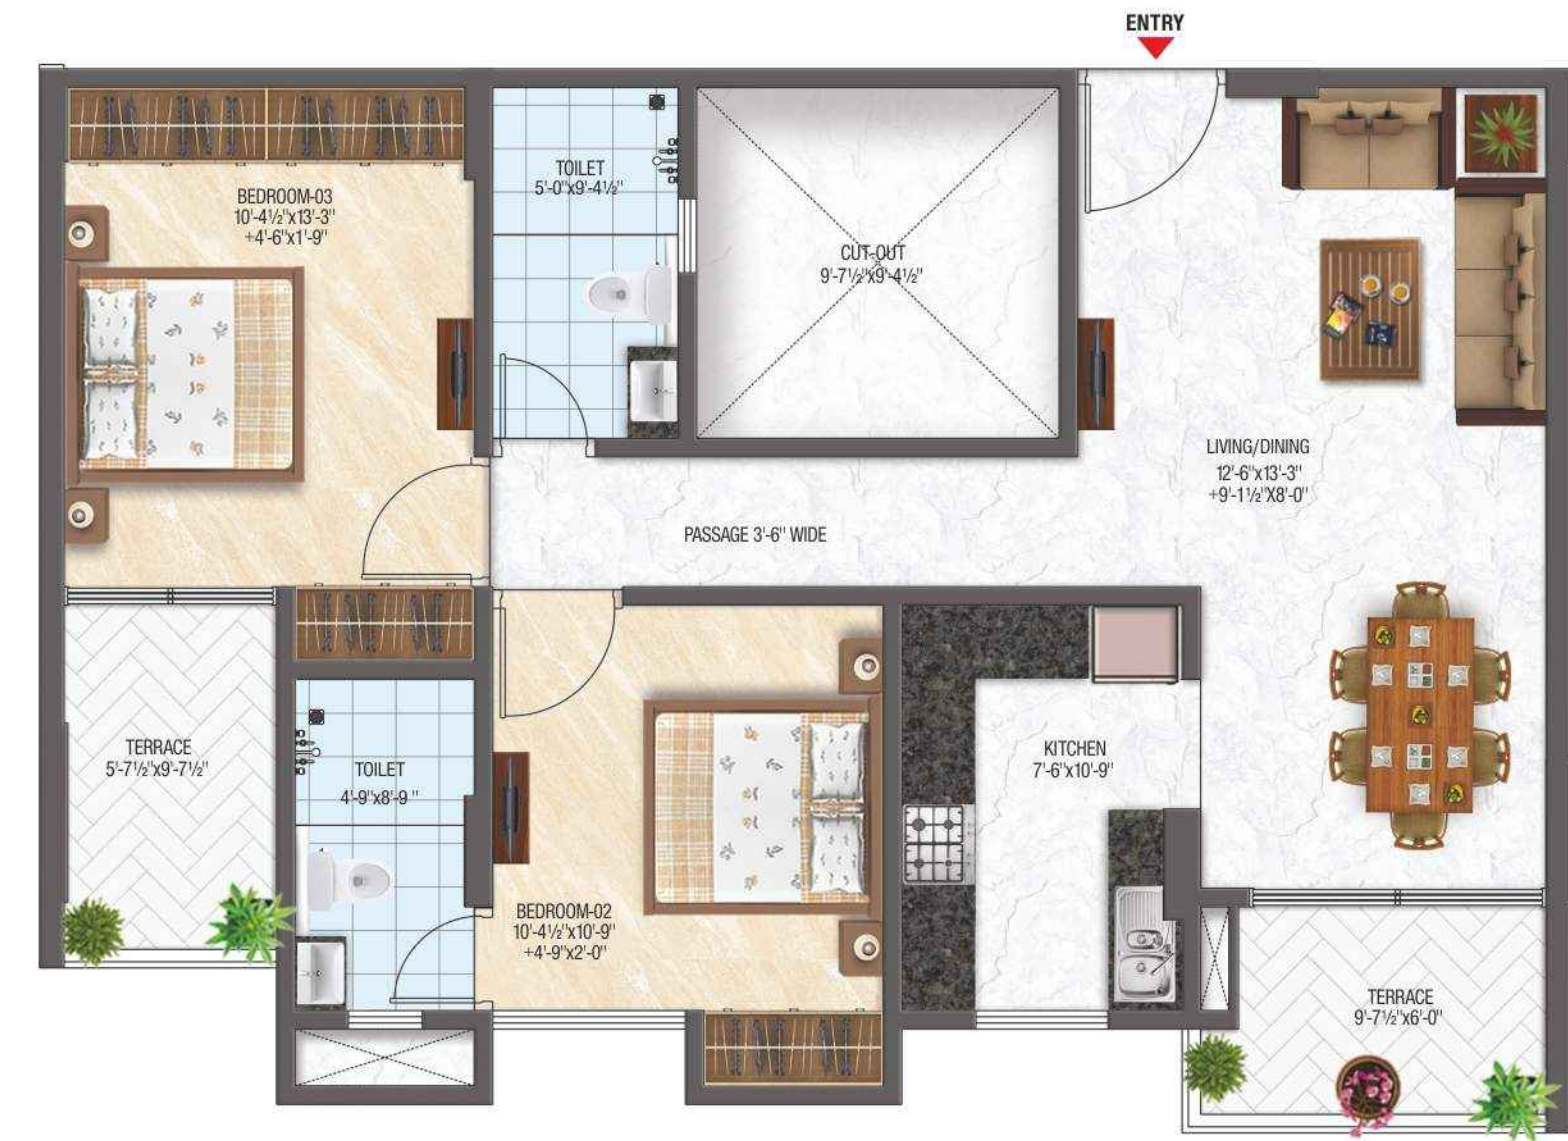 ENTRY
BEDROOM-03
10'-4½"x13'-3"
+4'-6"x1'-9"
TOILET
5'-0"x9'-4½"
CUT-OUT
9'-7½"x9'-4½"
LIVING/DINING
12'-6"x13'-3"
+9'-1½"X8'-0"
PASSAGE 3'-6" WIDE
TERRACE
5'-7½"x9'-7½"
TOILET
4'-9"x8'-9 "
KITCHEN
7'-6"x10'-9"
BEDROOM-02
10'-4½"x10'-9"
+4'-9"x2'-0"
TERRACE
9'-7½"x6'-0"